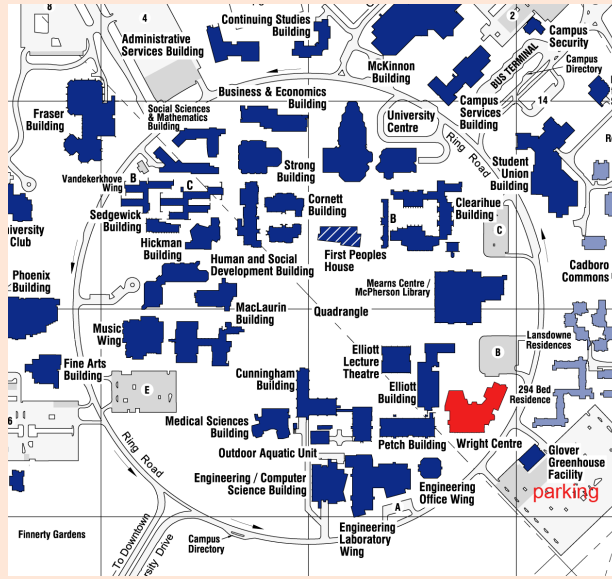 8
4
2
Continuing Studies
Building
Administrative
Services Building
McKinnon
Building
Campus
Security
BUS TERMINAL
Campus
Directory
Business & Economics
Building
Campus
Services
Building
14
Fraser
Building
Social Sciences
& Mathematics
Building
University
Centre
Ring Road
Student
Union
Building
Strong
Building
Vandekerkhove
Wing
B
C
Sedgewick
Building
Cornett
Building
B
Clearihue
Building
C
Hickman
Building
Human and Social
Development Building
First Peoples
House
iversity
Club
Cadboro
Commons
Phoenix
Building
Mearns Centre /
McPherson Library
MacLaurin
Building
Quadrangle
Music
Wing
Lansdowne
Residences
Elliott
Lecture
Theatre
B
Fine Arts
Building
E
Cunningham
Building
Elliott
Building
294 Bed
Residence
6
Medical Sciences
Building
Petch Building
Wright Centre
Outdoor Aquatic Unit
Glover
Greenhouse
Facility
Ring Road
Engineering / Computer
Science Building
Engineering
Office Wing
parking
A
Finnerty Gardens
To Downtown
rsity Drive
Campus
Directory
Engineering
Laboratory
Wing